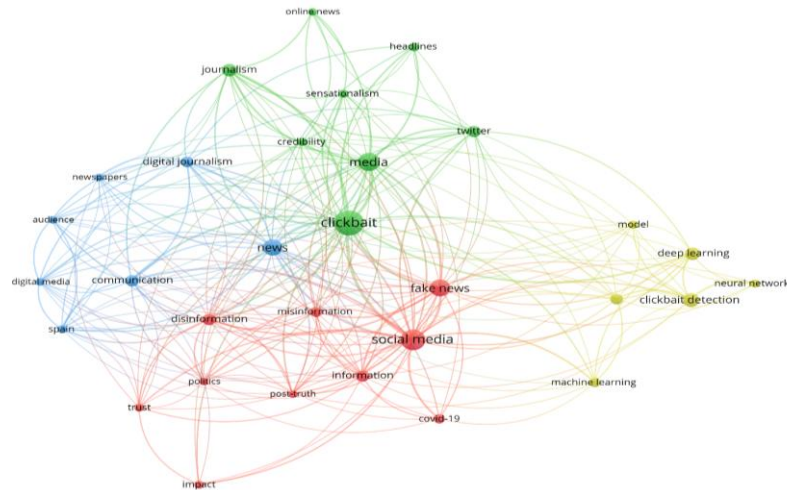 online news
headlines
journalism
sensationalism
twitter
credibility
digital journalism
media
newspapers
audience
clickbait
model
news
deep learning
digital media
communication
neural network
fake news
clickbait detection
misinformation
disinformation
spain
social media
information
politics
machine learning
post-truth
trust
covid-19
impact